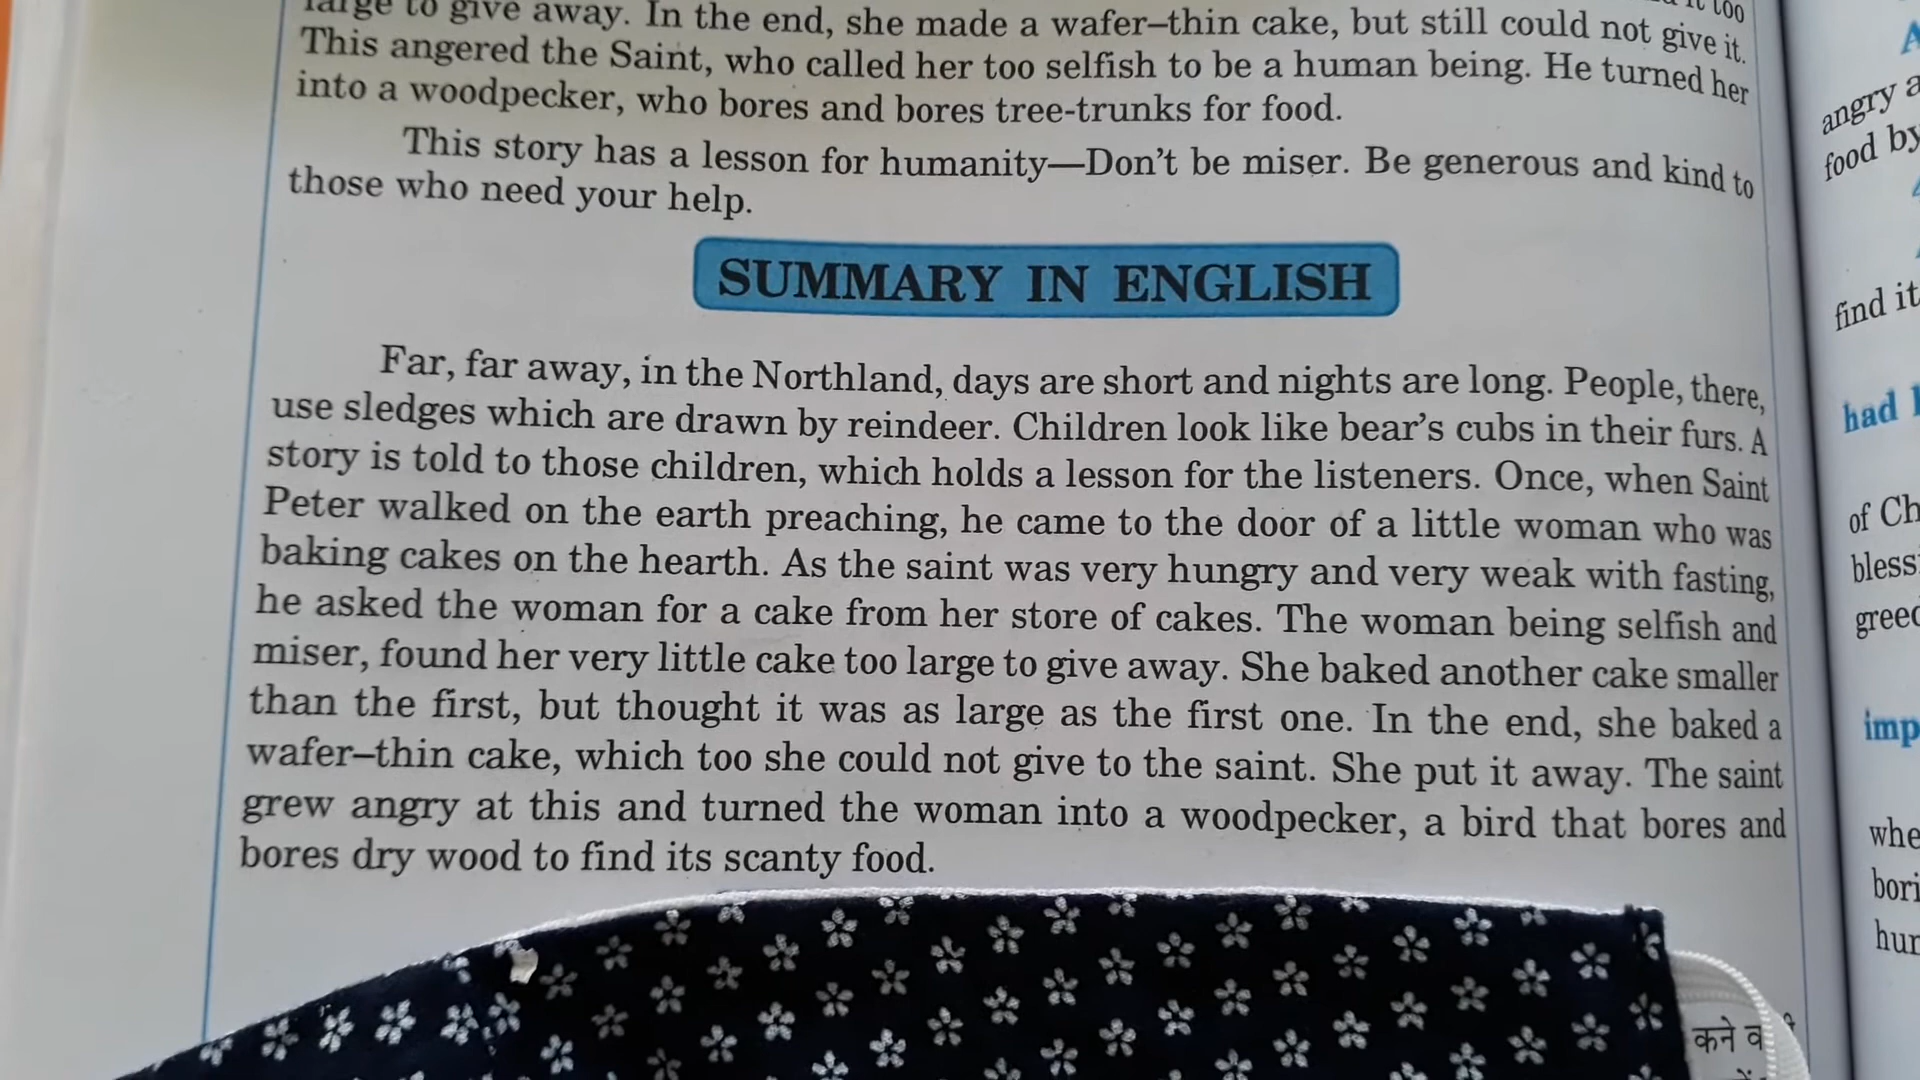 large to give away. In the end, she made a wafer–thin cake, but still could not give it.
This angered the Saint, who called her too selfish to be a human being. He turned her
into a woodpecker, who bores and bores tree-trunks for food.
This story has a lesson for humanity—Don't be miser. Be generous and kind to
those who need your help.
SUMMARY IN ENGLISH
Far, far away, in the Northland, days are short and nights are long. People, there,
use sledges which are drawn by reindeer. Children look like bear's cubs in their furs. A
story is told to those children, which holds a lesson for the listeners. Once, when Saint
Peter walked on the earth preaching, he came to the door of a little woman who was
baking cakes on the hearth. As the saint was very hungry and very weak with fasting,
he asked the woman for a cake from her store of cakes. The woman being selfish and
miser, found her very little cake too large to give away. She baked another cake smaller
than the first, but thought it was as large as the first one. In the end, she baked a
wafer–thin cake, which too she could not give to the saint. She put it away. The saint
grew angry at this and turned the woman into a woodpecker, a bird that bores and
bores dry wood to find its scanty food.
कने
angry
food by
find it
had
of